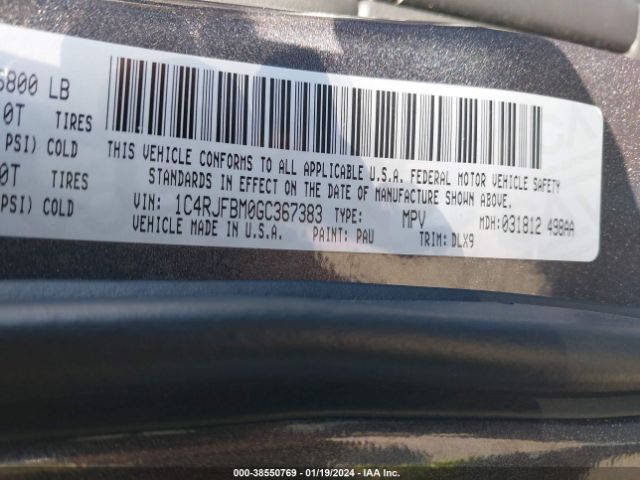 6800 LB
0T TIRES
PSI) COLD
0T TIRES
PSI) COLD
THIS VEHICLE CONFORMS TO ALL APPLICABLE U.S.A. FEDERAL MOTOR VEHICLE SAFETY
STANDARDS IN EFFECT ON THE DATE OF MANUFACTURE SHOWN ABOVE.
VIN: 1C4RJFBM0GC367383 TYPE: MPV MDH:031812 43BAA
VEHICLE MADE IN U.S.A. PAINT: PAU TRIM: DLX9
000-38550769 - 01/19/2024 - IAA Inc.